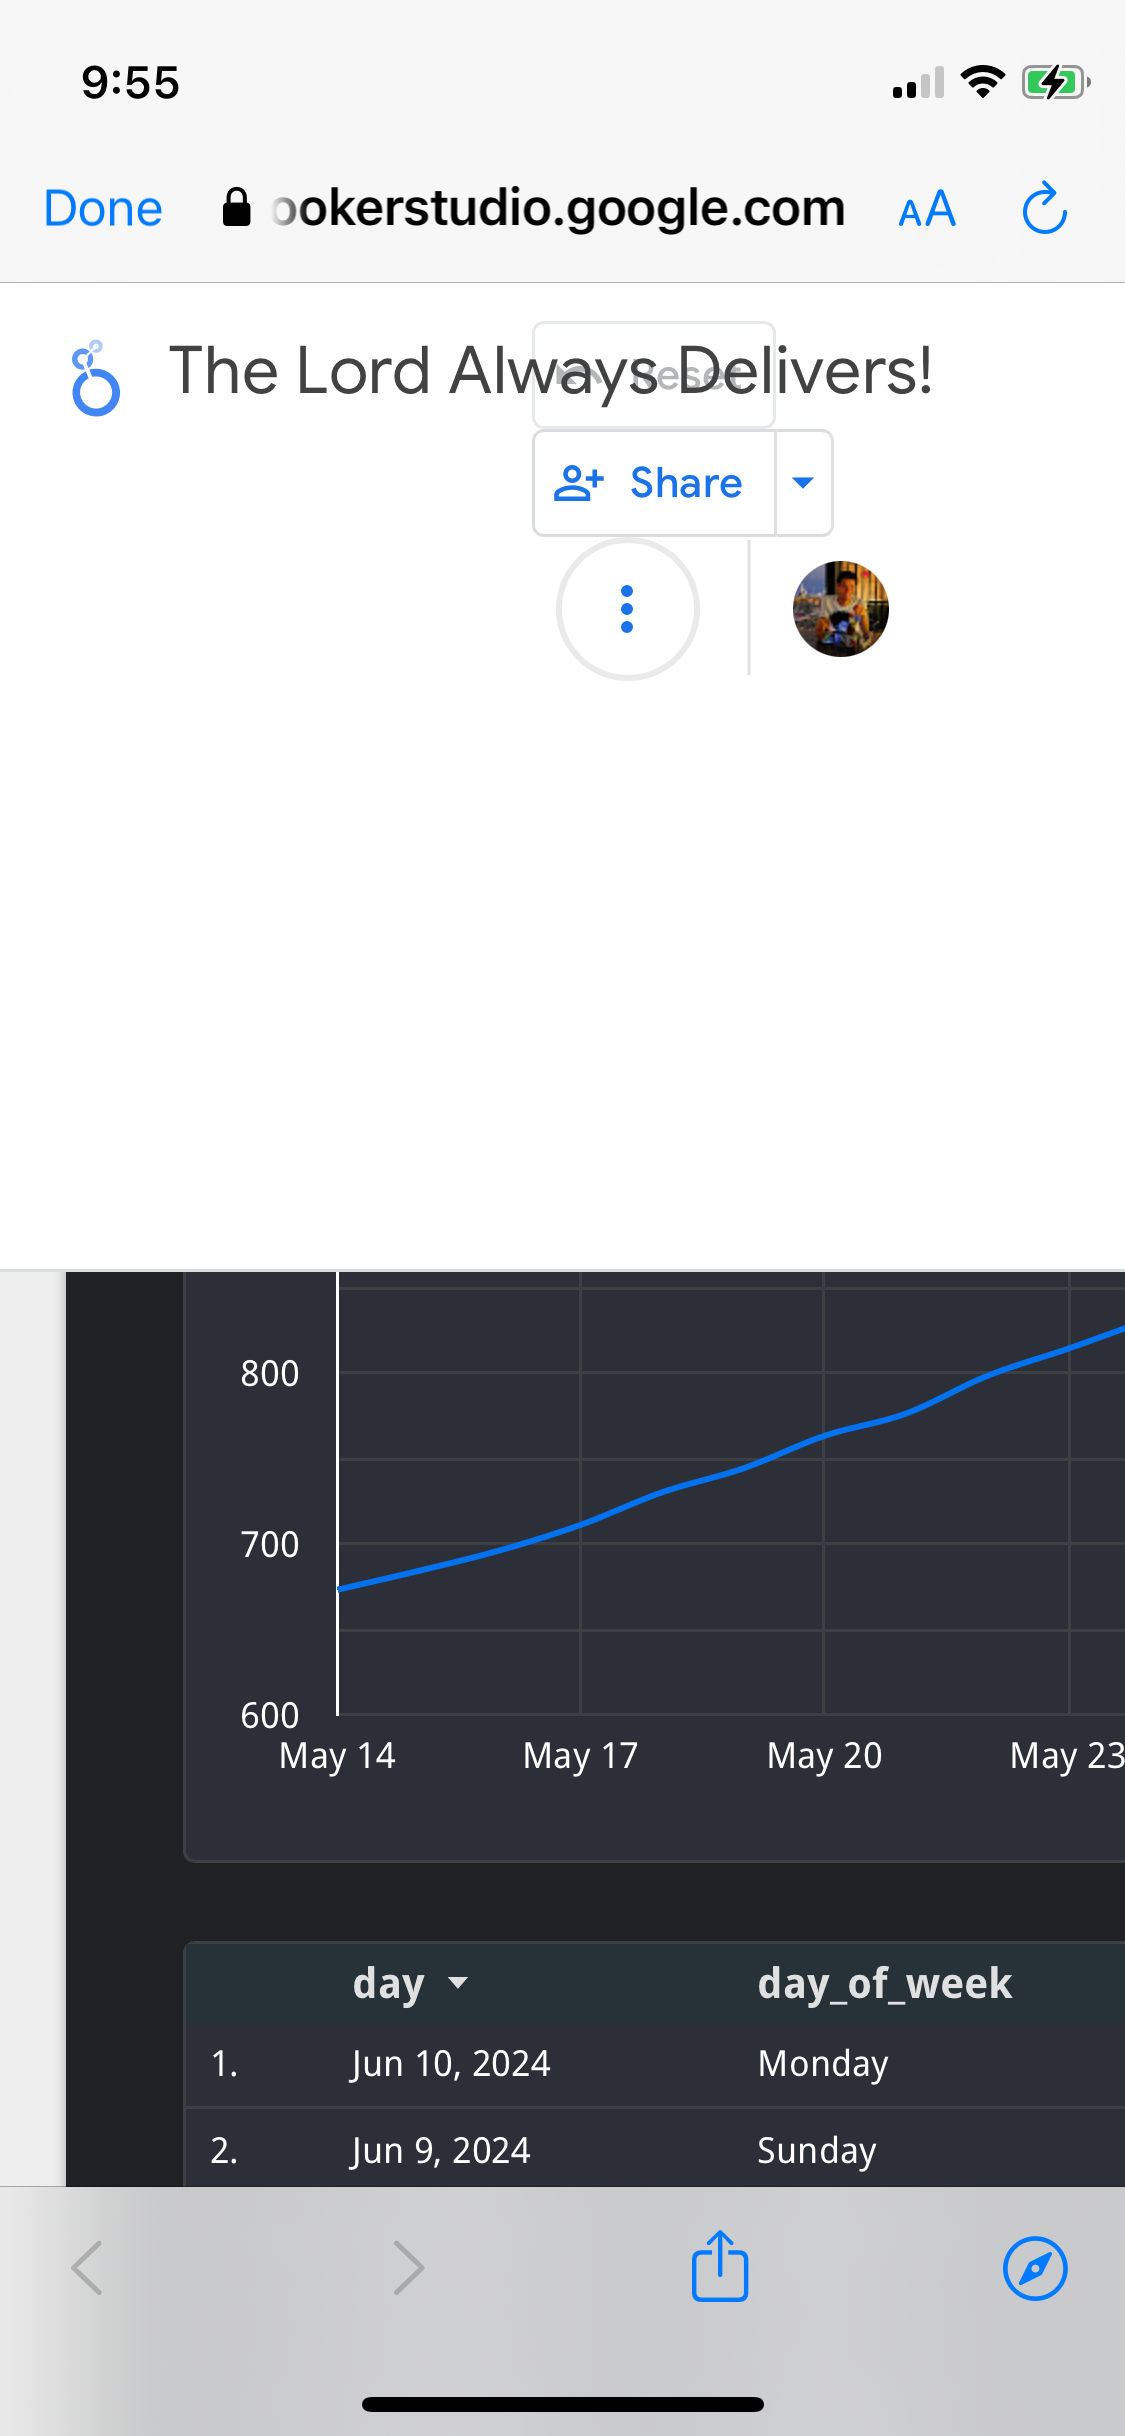 9:55
Done ookerstudio.google.com AA
The Lord Always Delivers!
Reset
Share
800
700
600
May 14 May 17 May 20 May 23
day day_of_week
1. Jun 10, 2024 Monday
2. Jun 9, 2024 Sunday